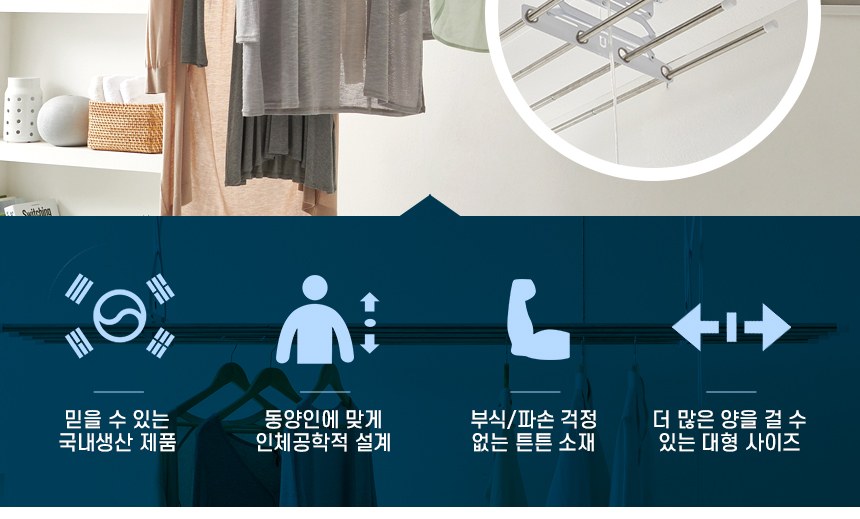 Switching
믿을 수 있는
국내생산 제품
동양인에 맞게
인체공학적 설계
부식/파손 걱정
없는 튼튼 소재
더 많은 양을 걸 수
있는 대형 사이즈